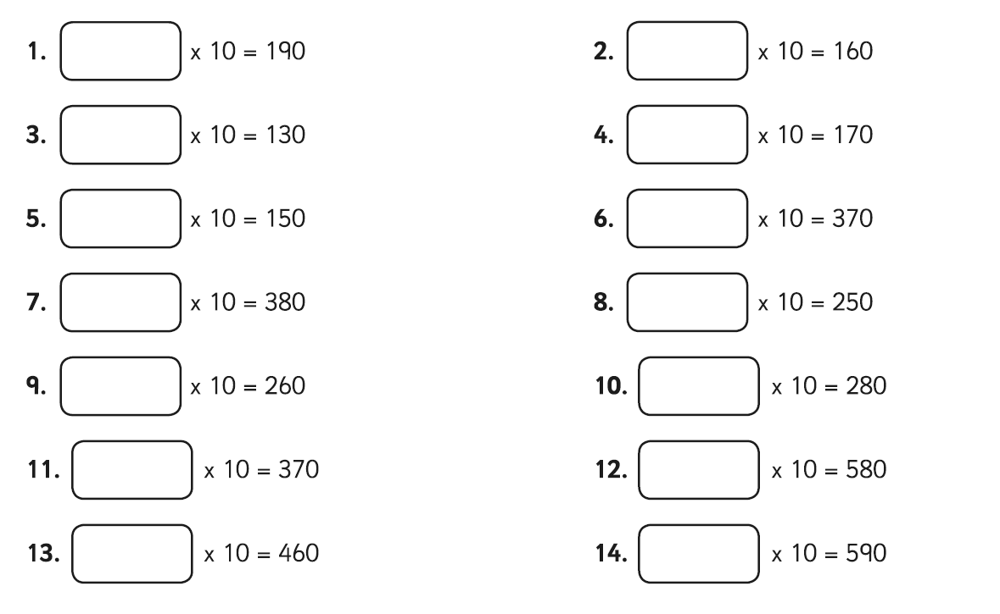 1. x 10 = 190
2. x 10 = 160
3. x 10 = 130
4. x 10 = 170
5. x 10 = 150
6. x 10 = 370
7. x 10 = 380
8. x 10 = 250
9. x 10 = 260
10. x 10 = 280
11. x 10 = 370
12. x 10 = 580
13. x 10 = 460
14. x 10 = 590